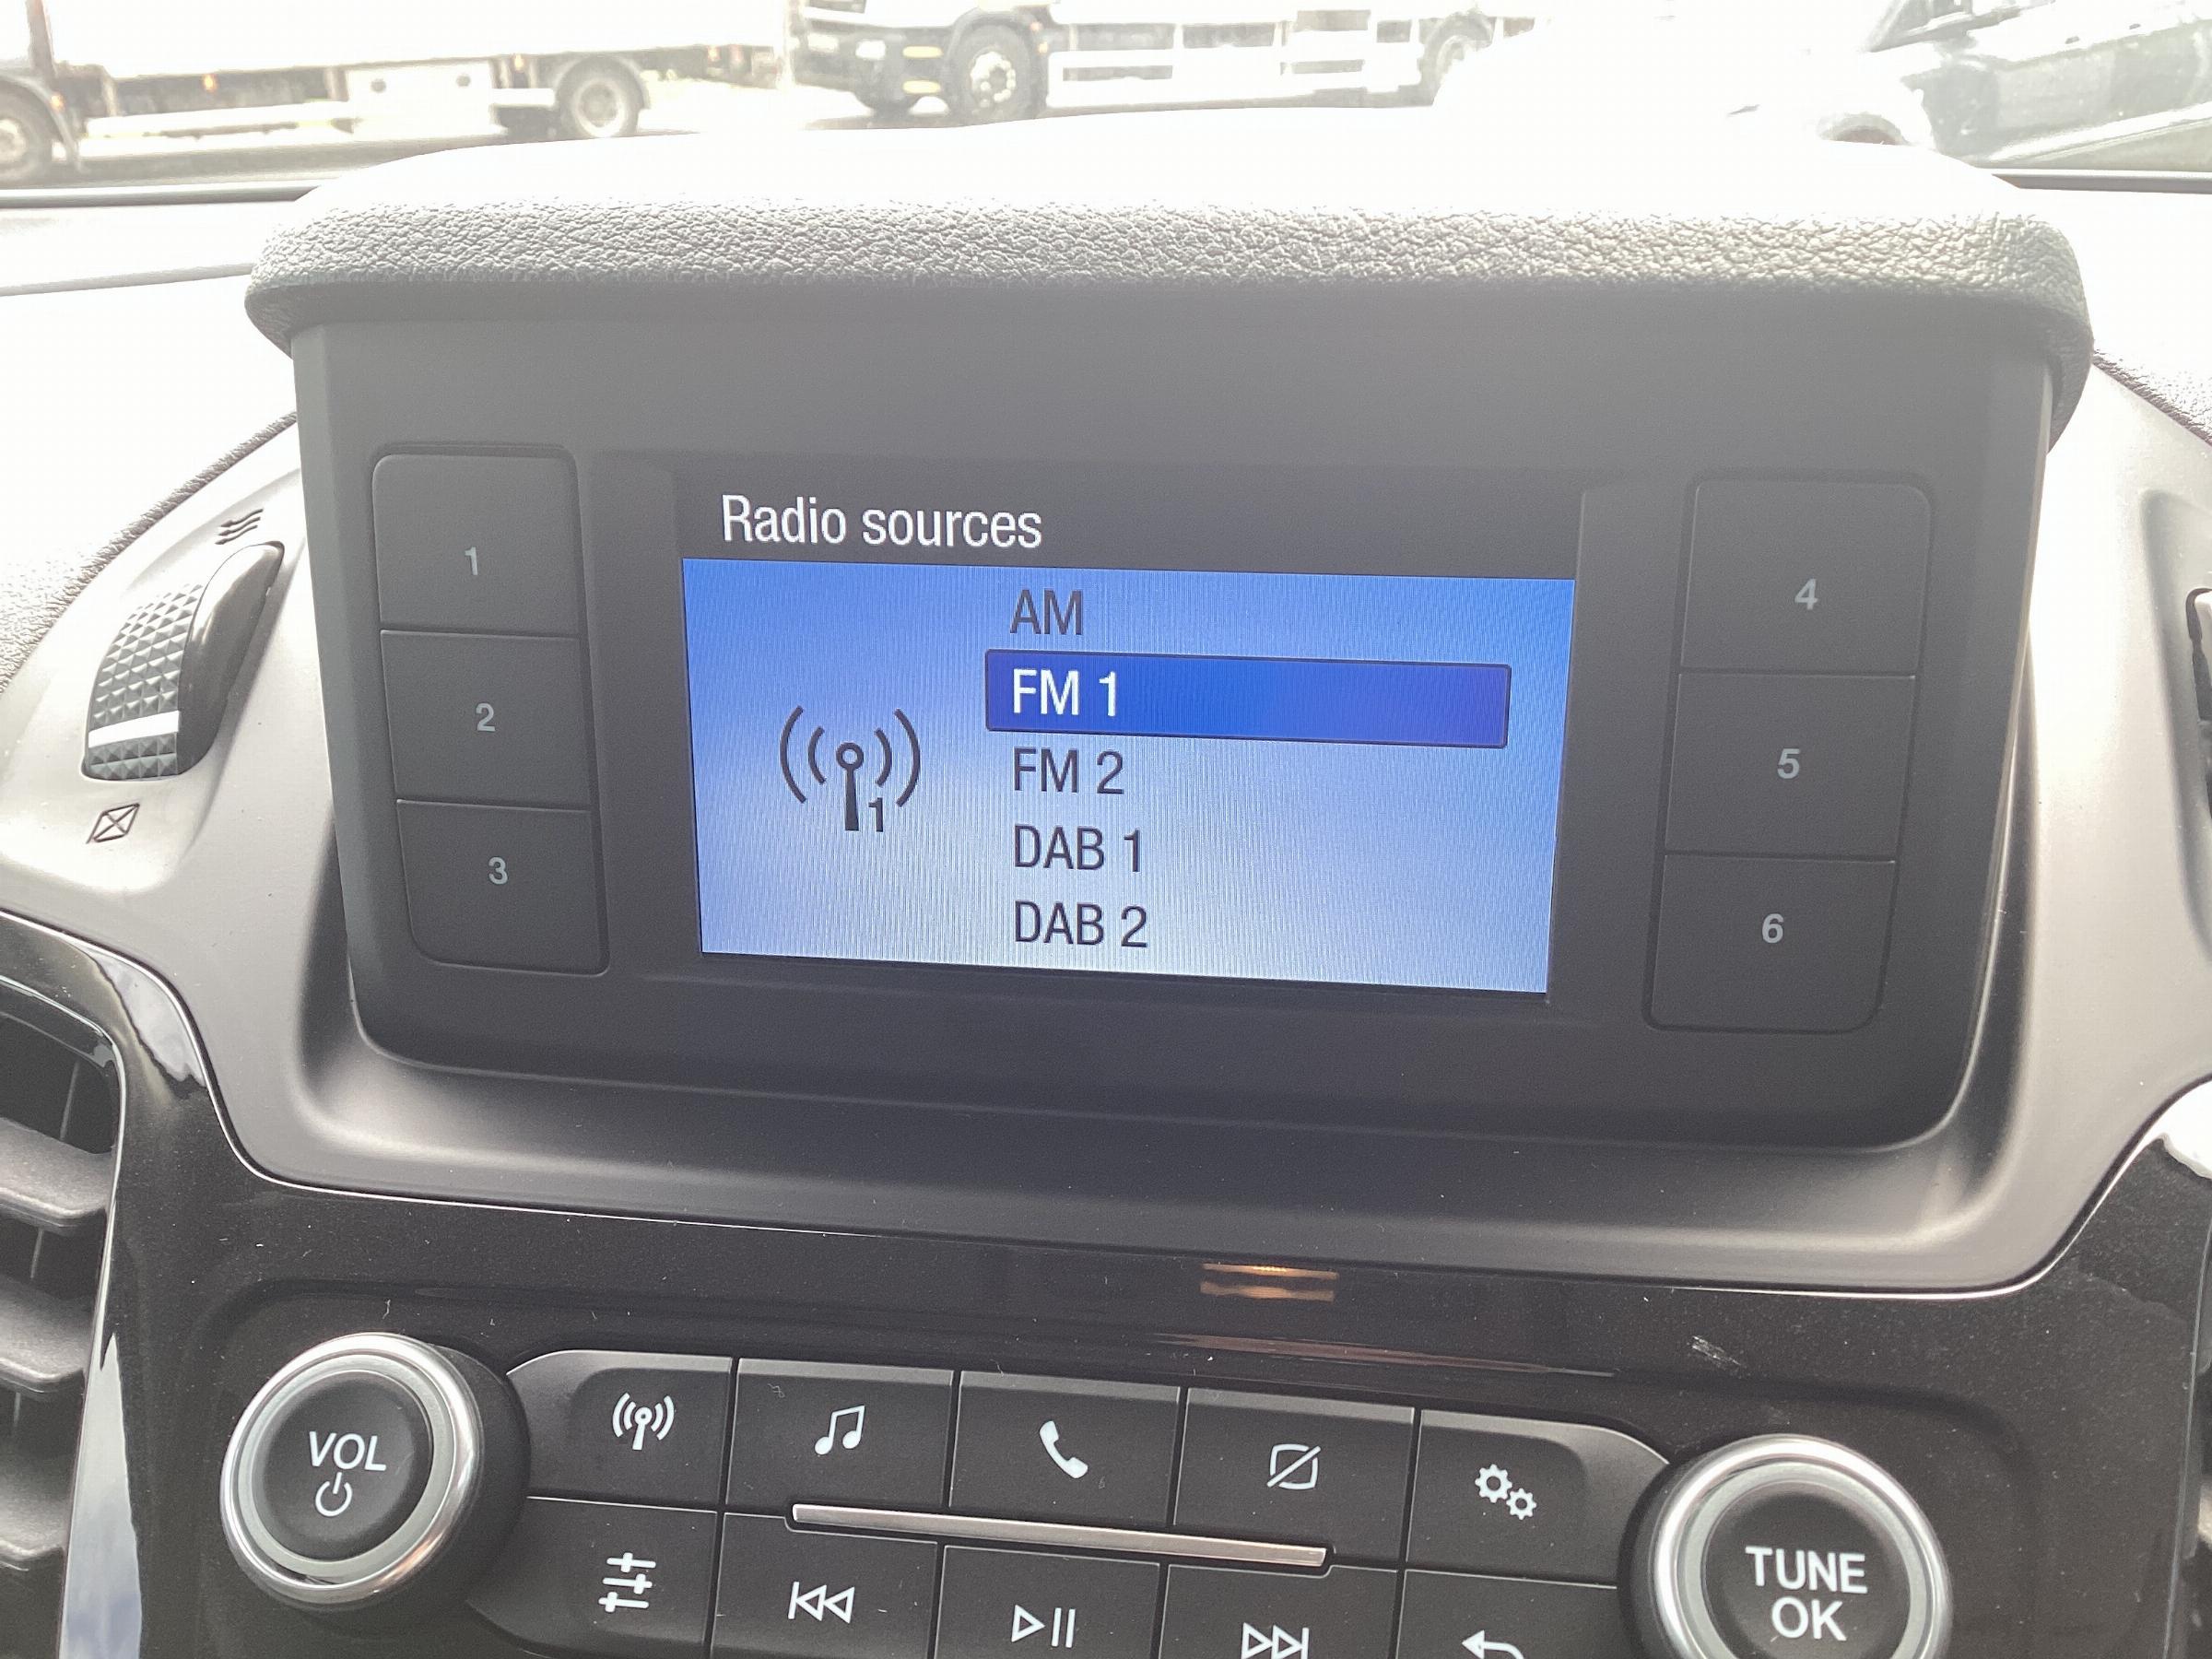 Radio sources
AM
FM 1
FM 2
DAB 1
DAB 2
1
1
2
3
4
5
6
VOL
TUNE
OK